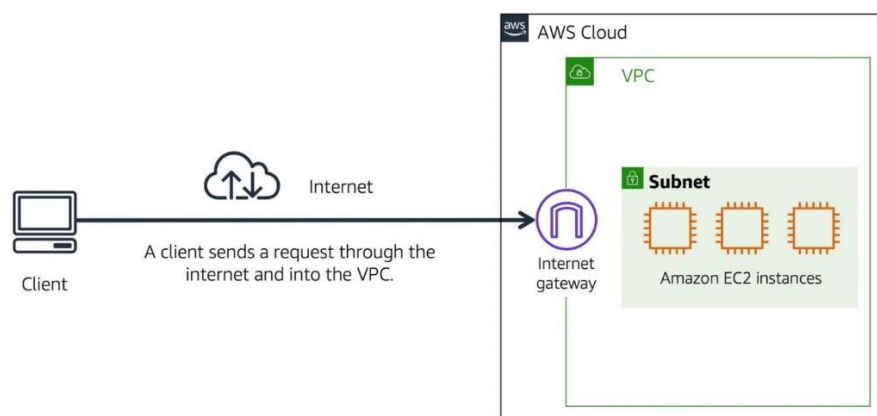 aws
AWS Cloud
VPC
Internet
Subnet
A client sends a request through the
internet and into the VPC.
Client
Internet
gateway
Amazon EC2 instances